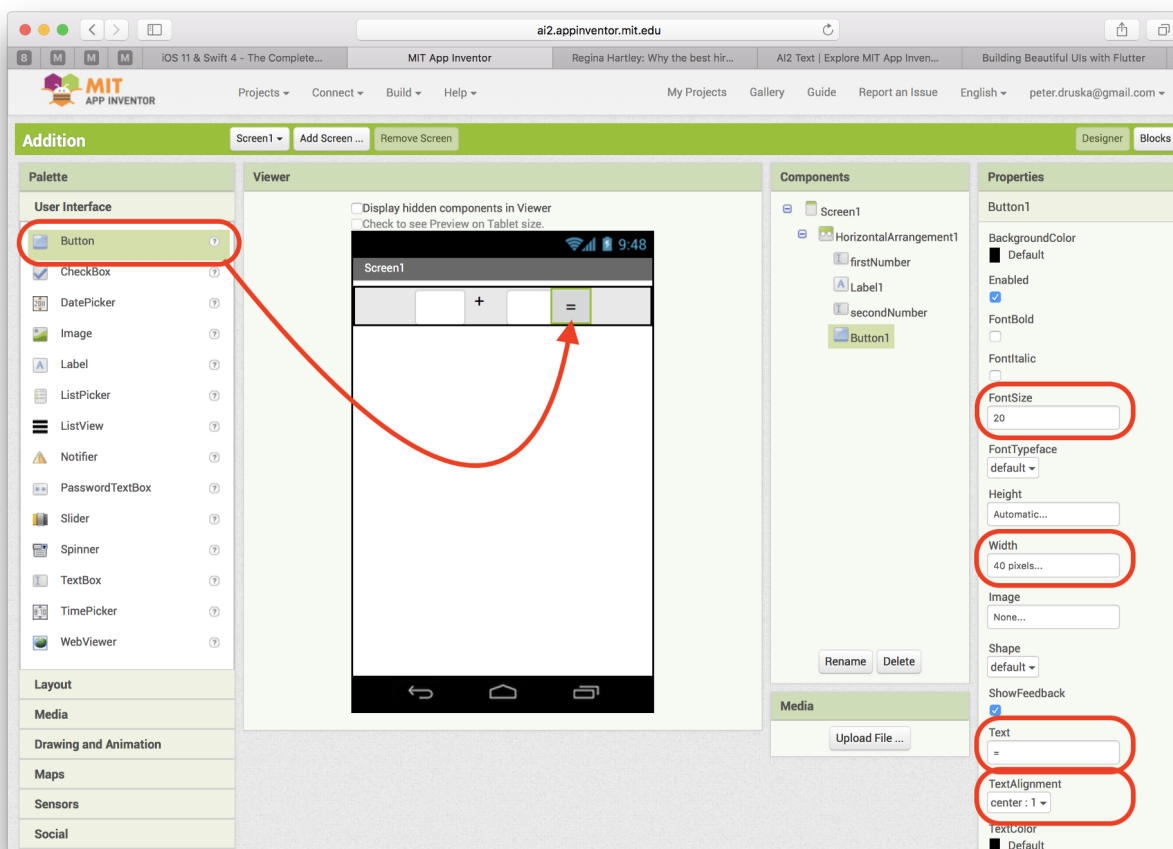 ai2.appinventor.mit.edu
8 M M M iOS 11 & Swift 4 - The Complete... MIT App Inventor Regina Hartley: Why the best hir... AI2 Text | Explore MIT App Inven... Building Beautiful UIs with Flutter
MIT
APP INVENTOR
Projects Connect Build Help My Projects Gallery Guide Report an Issue English peter.druska@gmail.com
Addition Screen1 Add Screen ... Remove Screen Designer Blocks
Palette
User Interface
Button ?
CheckBox ?
DatePicker ?
Image ?
Label ?
ListPicker ?
ListView ?
Notifier ?
PasswordTextBox ?
Slider ?
Spinner ?
TextBox ?
TimePicker ?
WebViewer ?
Layout
Media
Drawing and Animation
Maps
Sensors
Social
Viewer
Display hidden components in Viewer
Check to see Preview on Tablet size.
9:48
Screen1
+ =
Components
Screen1
HorizontalArrangement1
firstNumber
A Label1
secondNumber
Button1
Rename Delete
Media
Upload File ...
Properties
Button1
BackgroundColor
Default
Enabled
FontBold
FontItalic
FontSize
20
FontTypeface
default
Height
Automatic...
Width
40 pixels...
Image
None...
Shape
default
ShowFeedback
Text
=
TextAlignment
center : 1
TextColor
Default